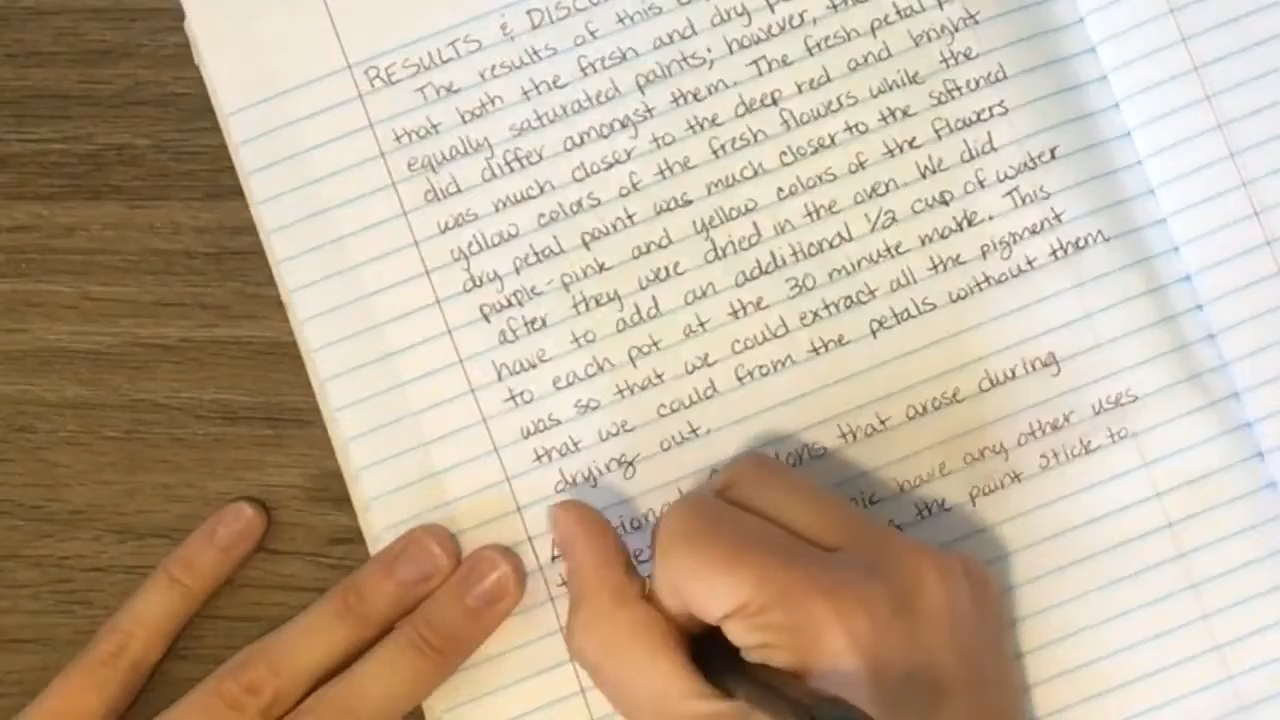 RESULTS & DISCU
The results of this
that both the fresh and dry
equally saturated paints; however, the
did differ amongst them. The fresh petal
was much closer to the deep red and bright
yellow colors of the fresh flowers while the
dry petal paint was much closer to the softened
purple-pink and yellow colors of the flowers
after they were dried in the oven. We did
have to add an additional 1/2 cup of water
to each pot at the 30 minute mark. This
was so that we could extract all the pigment
that we could from the petals without them
drying out.
that arose during
have any other uses
the paint stick to